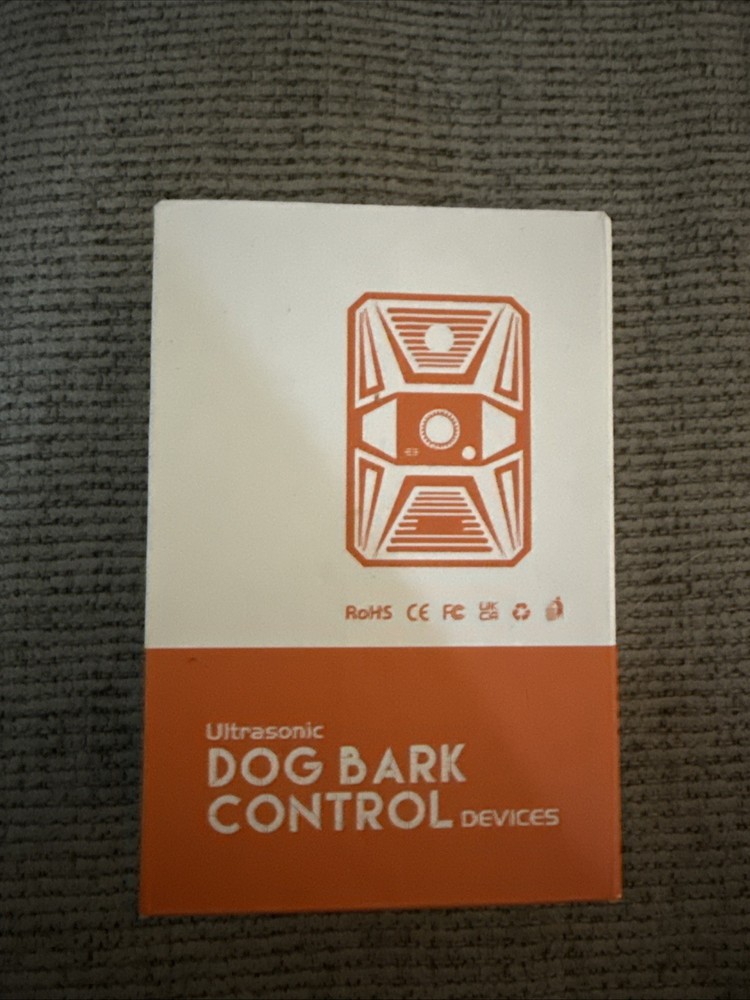 RoHS CE FC UK CA
Ultrasonic
DOG BARK
CONTROL DEVICES